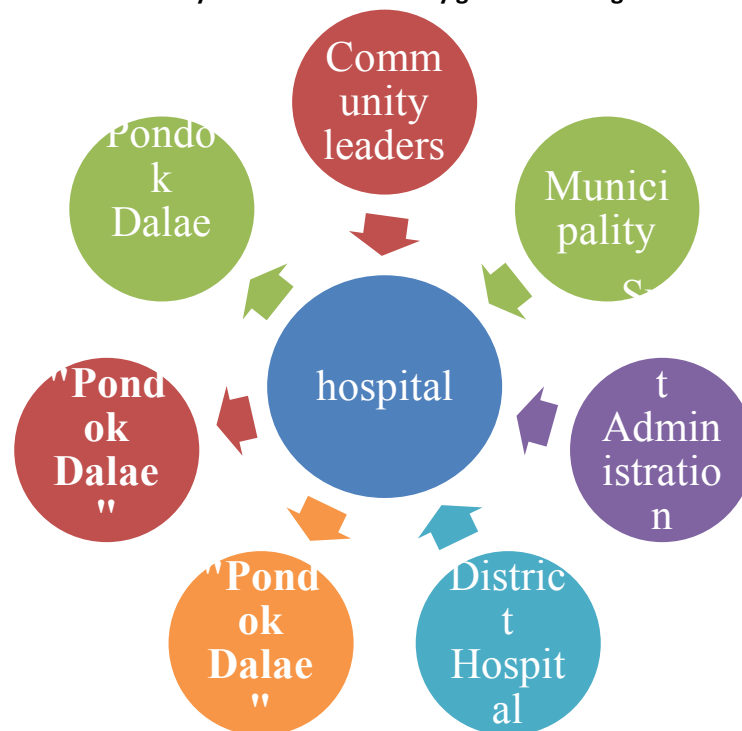 Comm
unity
leaders
Pondo
k
Dalae
Munici
pality
hospital
"Pond
ok
Dalae
"
t
Admin
istratio
n
"Pond
ok
Dalae
"
Distric
t
Hospit
al